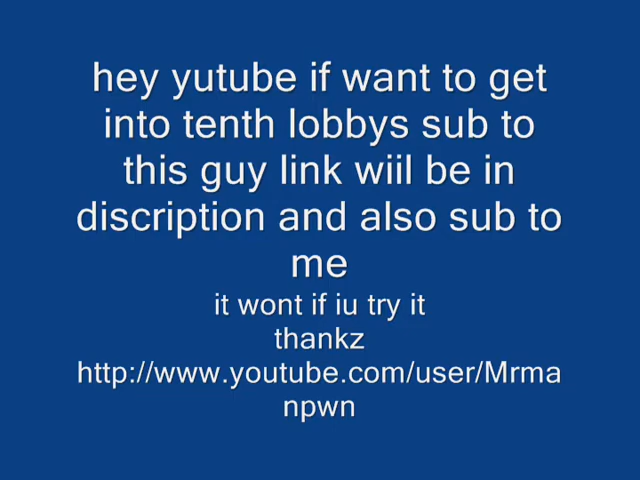 hey yutube if want to get
into tenth lobbys sub to
this guy link wiil be in
discription and also sub to
me
it wont if iu try it
thankz
http://www.youtube.com/user/Mrma
npwn